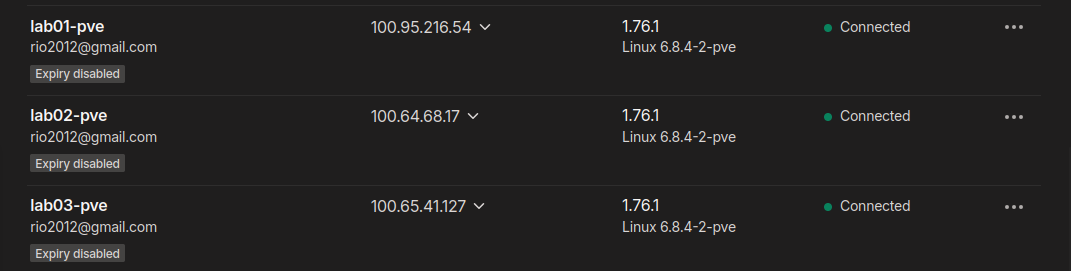 lab01-pve 100.95.216.54 1.76.1 Connected
rio2012@gmail.com Linux 6.8.4-2-pve
Expiry disabled
lab02-pve 100.64.68.17 1.76.1 Connected
rio2012@gmail.com Linux 6.8.4-2-pve
Expiry disabled
lab03-pve 100.65.41.127 1.76.1 Connected
rio2012@gmail.com Linux 6.8.4-2-pve
Expiry disabled